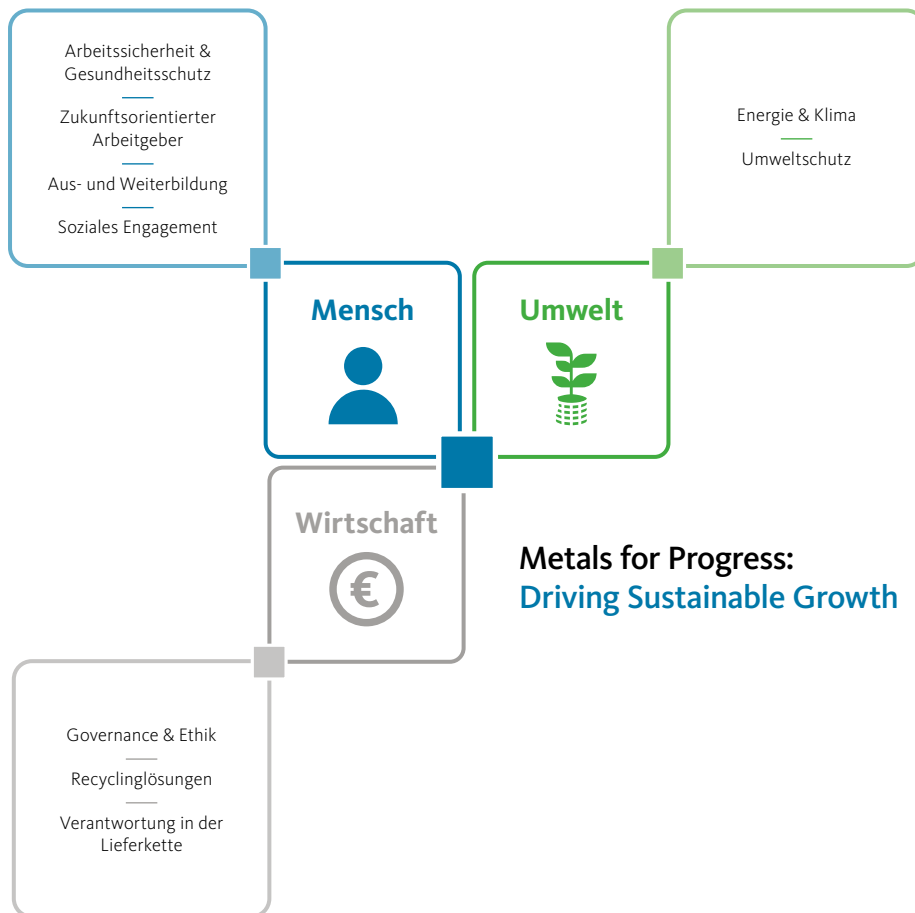 Arbeitssicherheit &
Gesundheitsschutz
Zukunftsorientierter
Arbeitgeber
Aus- und Weiterbildung
Soziales Engagement
Energie & Klima
Umweltschutz
Mensch
Umwelt
Wirtschaft
€
Metals for Progress:
Driving Sustainable Growth
Governance & Ethik
Recyclinglösungen
Verantwortung in der
Lieferkette